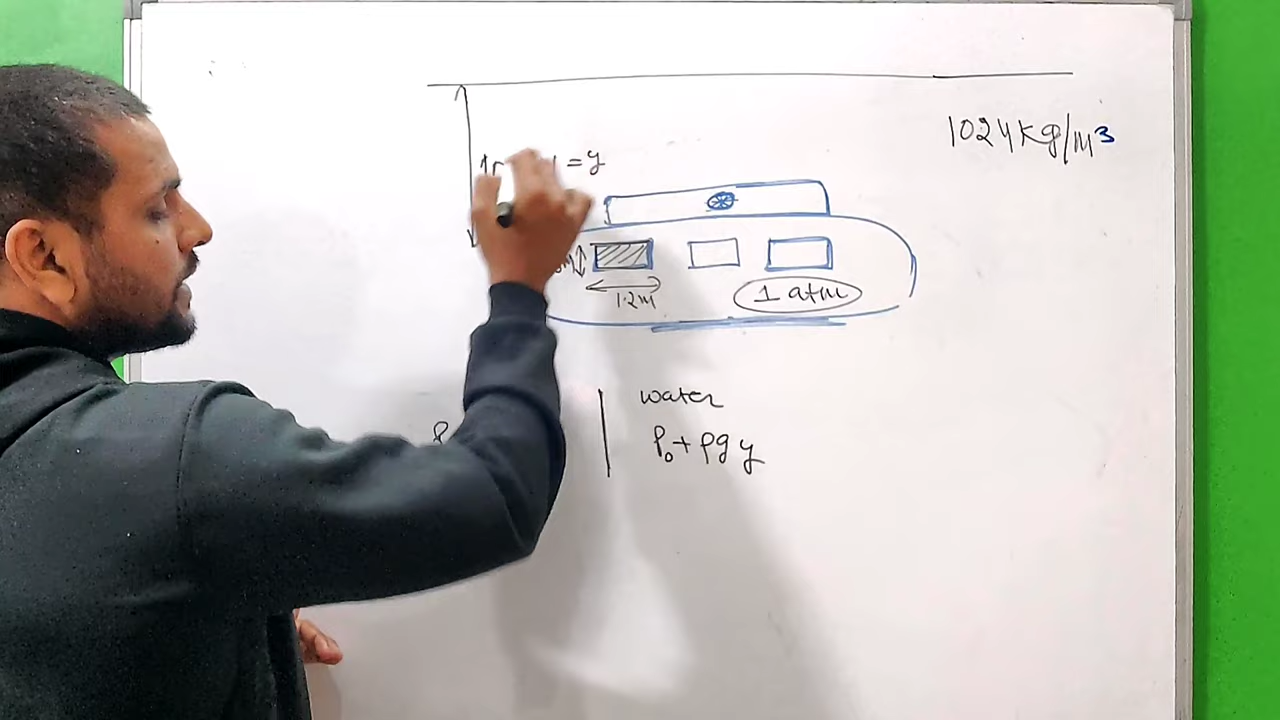 1024 Kg/m³
= y
1.2m
1 atm
water
P₀ + ρg y